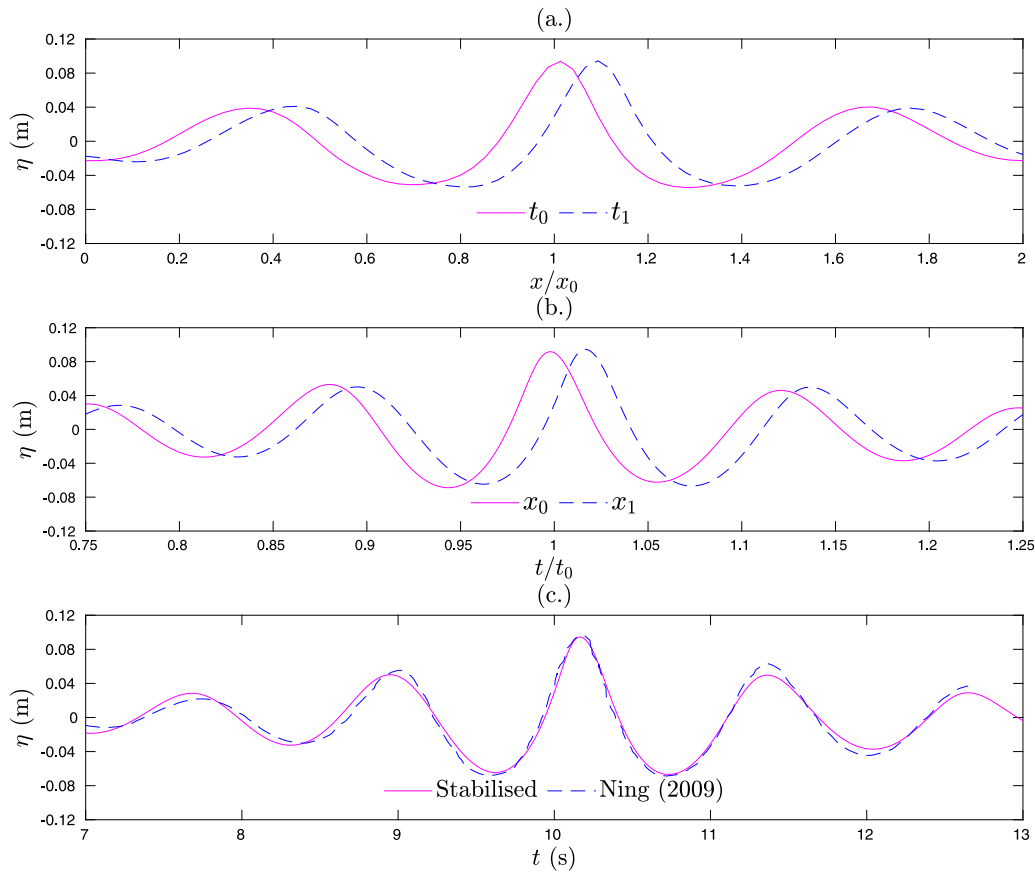 (a.)
0.12
0.08
0.04
0
-0.04
-0.08
-0.12
η (m)
t₀ t₁
0 0.2 0.4 0.6 0.8 1 1.2 1.4 1.6 1.8 2
x/x₀
(b.)
0.12
0.08
0.04
0
-0.04
-0.08
-0.12
η (m)
x₀ x₁
0.75 0.8 0.85 0.9 0.95 1 1.05 1.1 1.15 1.2 1.25
t/t₀
(c.)
0.12
0.08
0.04
0
-0.04
-0.08
-0.12
η (m)
Stabilised Ning (2009)
7 8 9 10 11 12 13
t (s)